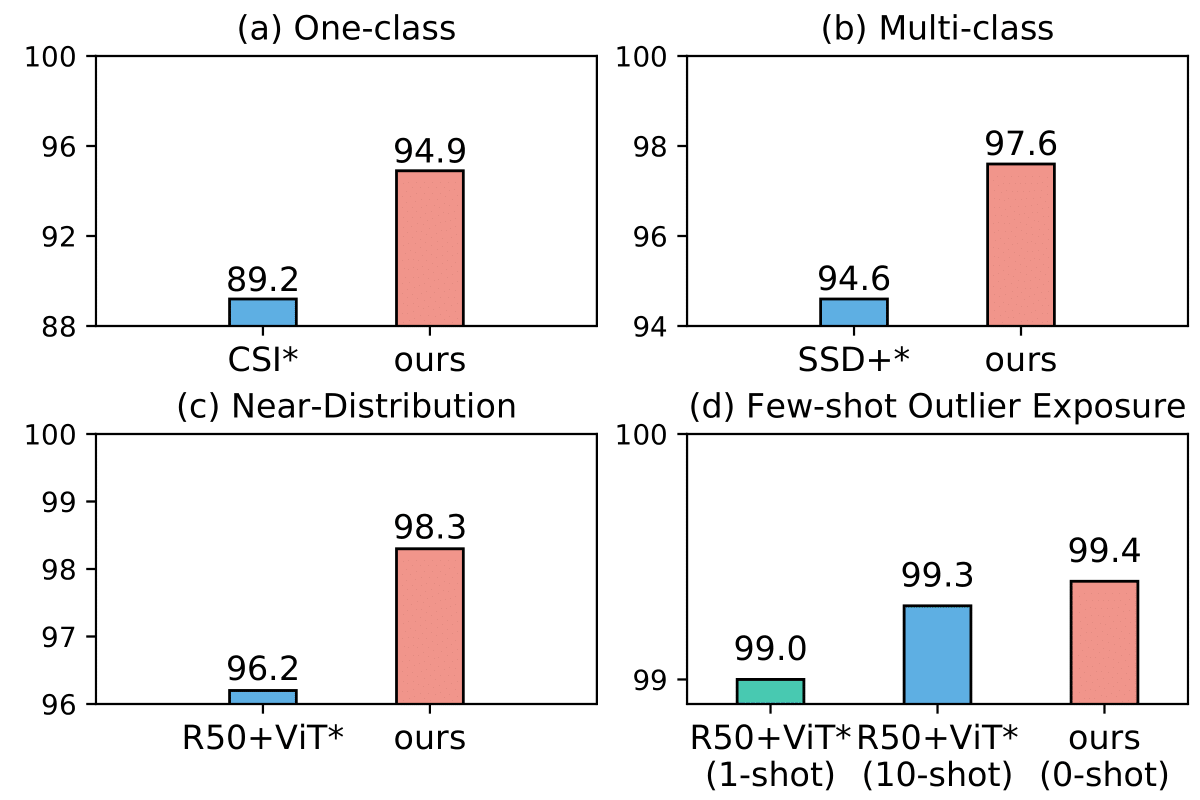 (a) One-class
100
96
92
88
94.9
89.2
CSI*
ours
(b) Multi-class
100
98
96
94
97.6
94.6
SSD+*
ours
(c) Near-Distribution
100
99
98
97
96
98.3
96.2
R50+ViT*
ours
(d) Few-shot Outlier Exposure
100
99
99.0
99.3
99.4
R50+ViT*
(1-shot)
R50+ViT*
(10-shot)
ours
(0-shot)